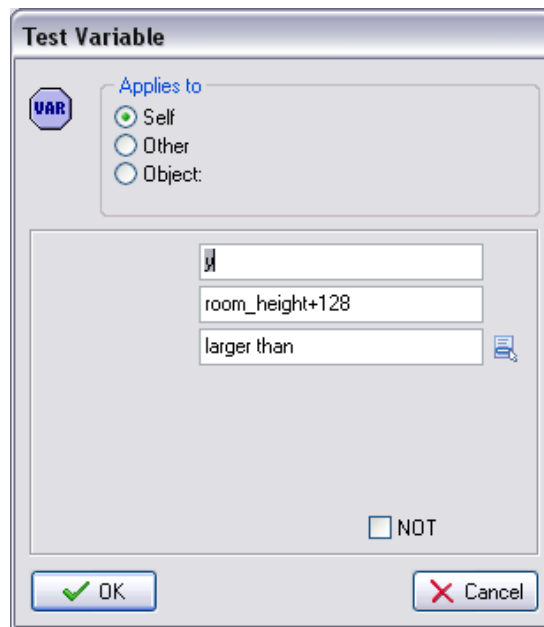 Test Variable
VAR
Applies to
Self
Other
Object:
y
room_height+128
larger than
NOT
OK
Cancel